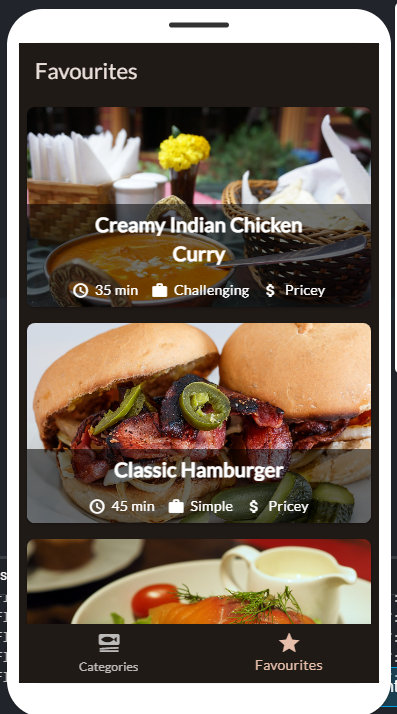 Favourites
Creamy Indian Chicken
Curry
35 min Challenging Pricey
Classic Hamburger
45 min Simple Pricey
Categories
Favourites